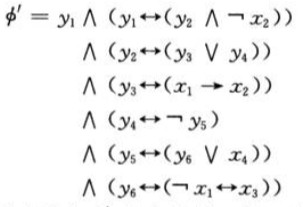 ϕ′ = y₁ ∧ (y₁↔(y₂ ∧ ¬ x₂))
∧ (y₂↔(y₃ ∨ y₄))
∧ (y₃↔(x₁ → x₂))
∧ (y₄↔¬ y₅)
∧ (y₅↔(y₆ ∨ x₄))
∧ (y₆↔(¬ x₁↔x₃))